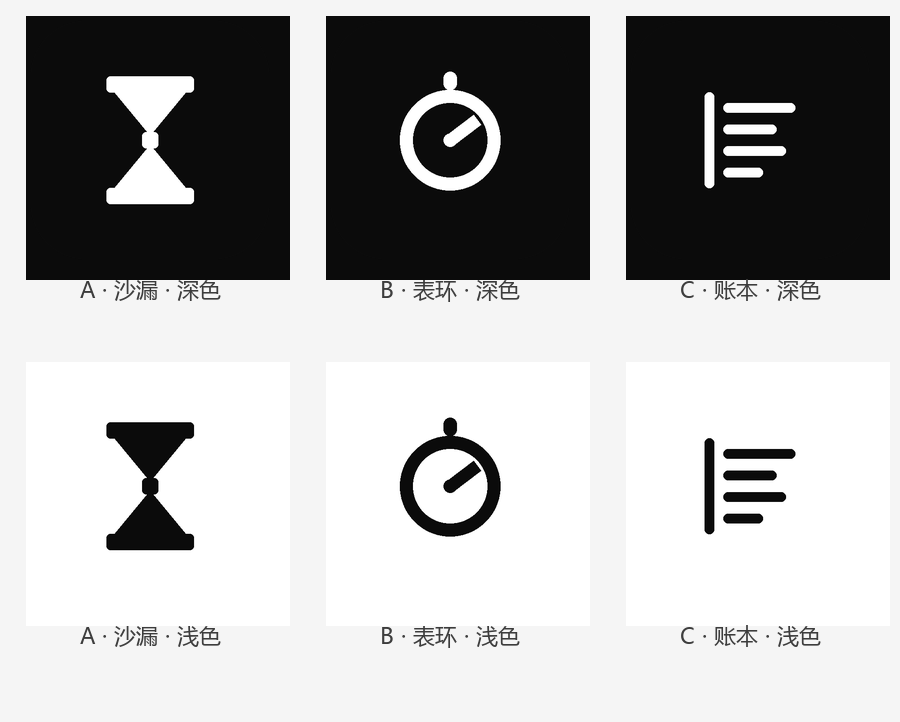 A · 沙漏 · 深色
B · 表环 · 深色
C · 账本 · 深色
A · 沙漏 · 浅色
B · 表环 · 浅色
C · 账本 · 浅色